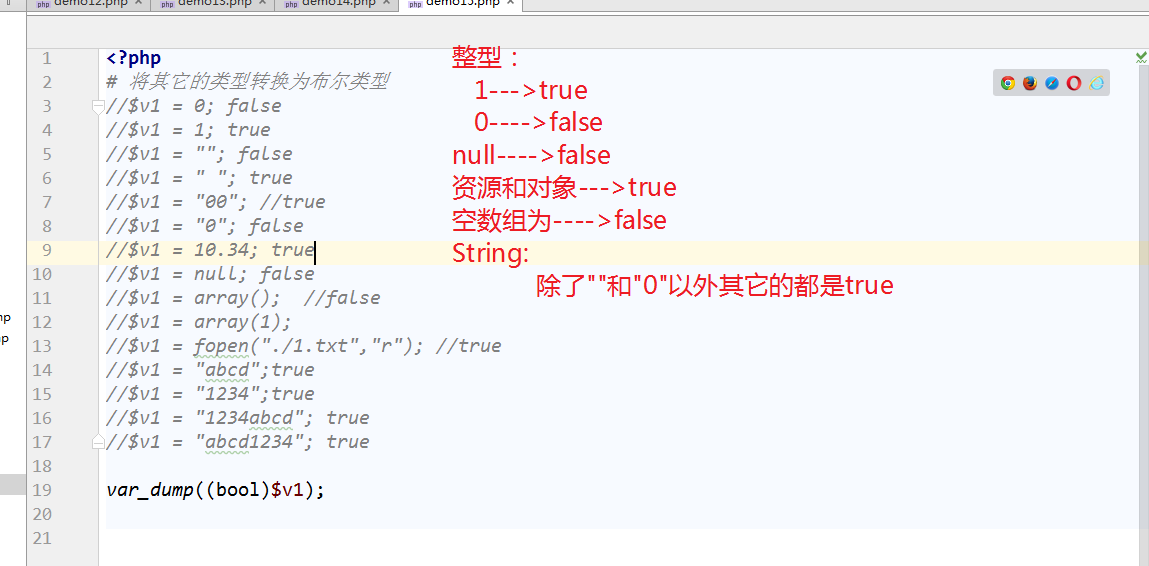 demo12.php × demo13.php × demo14.php × demo15.php ×
1 <?php
2 # 将其它的类型转换为布尔类型
3 //$v1 = 0; false
4 //$v1 = 1; true
5 //$v1 = ""; false
6 //$v1 = " "; true
7 //$v1 = "00"; //true
8 //$v1 = "0"; false
9 //$v1 = 10.34; true
10 //$v1 = null; false
11 //$v1 = array();  //false
12 //$v1 = array(1);
13 //$v1 = fopen("./1.txt","r"); //true
14 //$v1 = "abcd";true
15 //$v1 = "1234";true
16 //$v1 = "1234abcd"; true
17 //$v1 = "abcd1234"; true
18
19 var_dump((bool)$v1);
20
21
整型：
1--->true
0---->false
null---->false
资源和对象--->true
空数组为---->false
String:
除了""和"0"以外其它的都是true